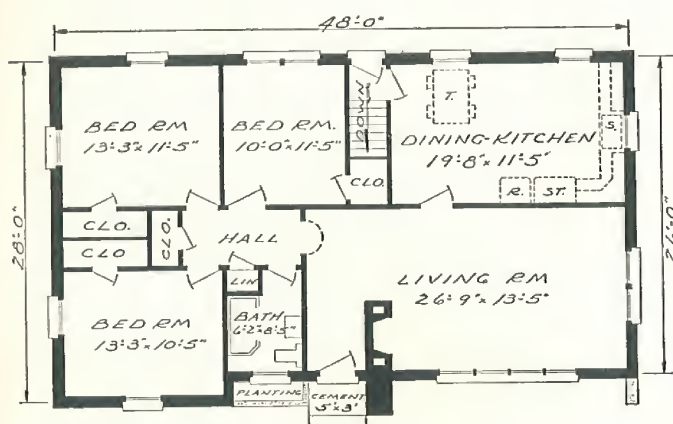 48'-0"
BED RM
13'-3" x 11'-5"
BED RM.
10'-0" x 11'-5"
DOWN
T.
DINING-KITCHEN
19'-8" x 11'-5"
S.
CLO.
R.
ST.
CLO.
CLO
CLO.
HALL
28'-0"
LIN
LIVING RM
26'-9" x 13'-5"
BED RM
13'-3" x 10'-5"
BATH
6'-2" x 8'-5"
PLANTING
CEMENT
5' x 3'